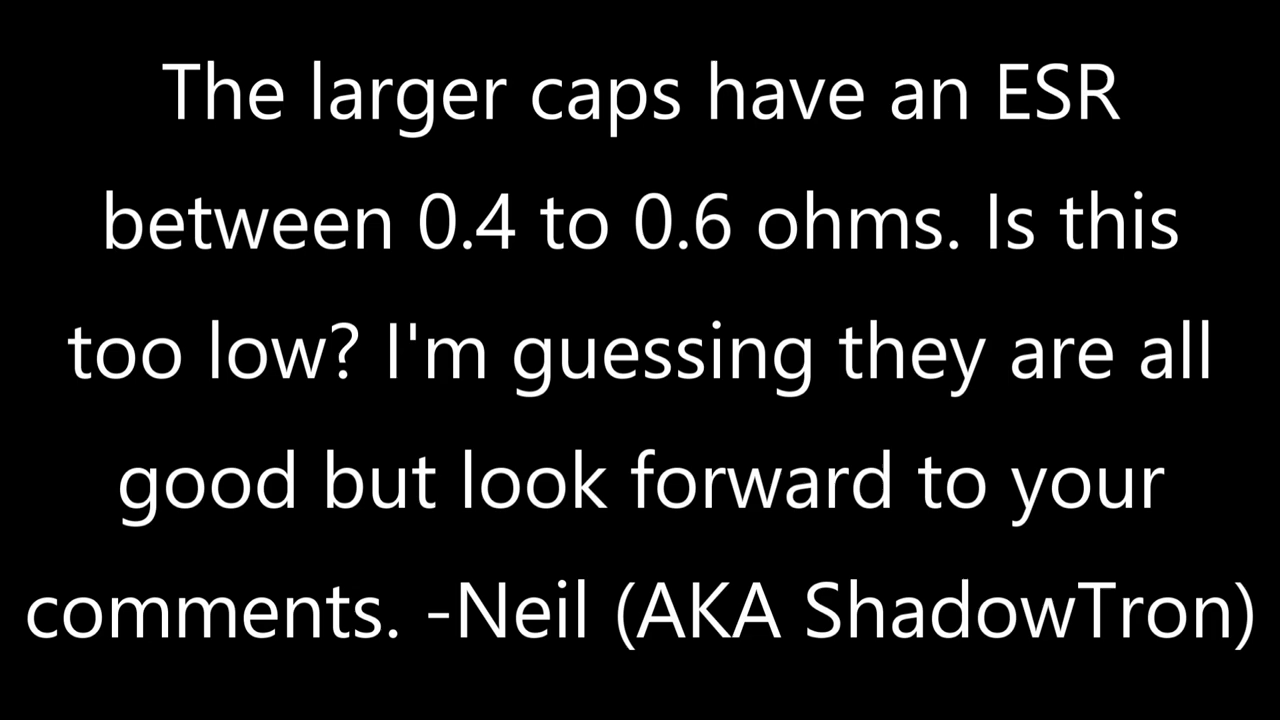 The larger caps have an ESR
between 0.4 to 0.6 ohms. Is this
too low? I'm guessing they are all
good but look forward to your
comments. -Neil (AKA ShadowTron)